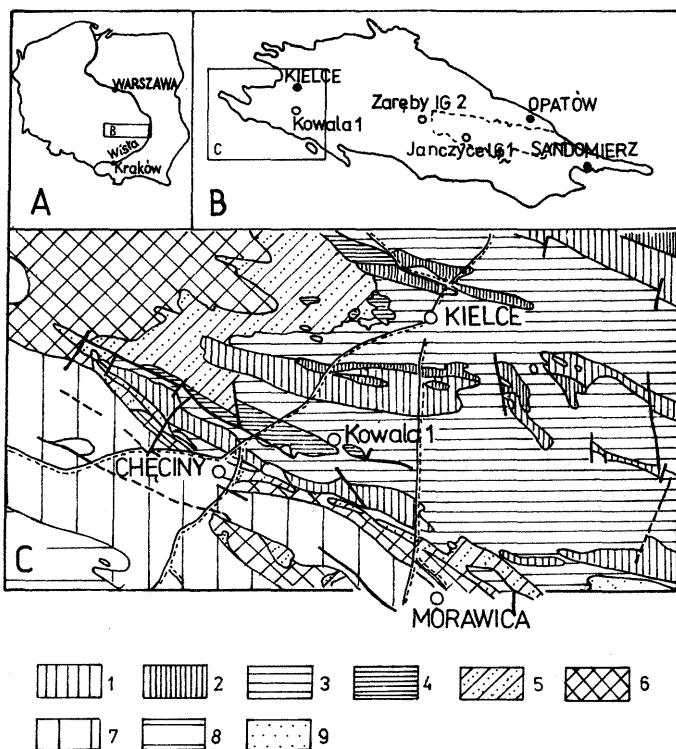 WARSZAWA
B
Wisła
Kraków
A
KIELCE
Kowala 1
C
Zaręby IG 2
OPATÓW
Janczyce IG 1
SANDOMIERZ
B
KIELCE
Kowala 1
CHĘCINY
C
MORAWICA
1 2 3 4 5 6
7 8 9